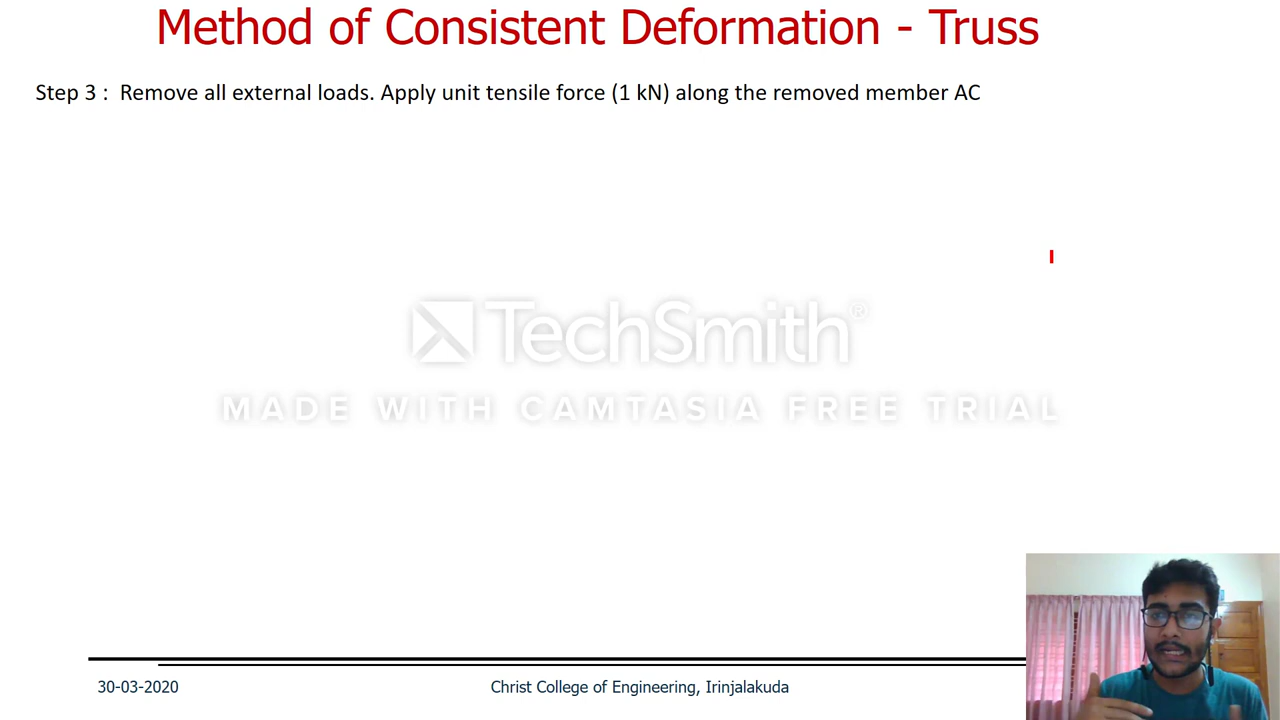 Method of Consistent Deformation - Truss
Step 3 : Remove all external loads. Apply unit tensile force (1 kN) along the removed member AC
TechSmith®
MADE WITH CAMTASIA FREE TRIAL
30-03-2020
Christ College of Engineering, Irinjalakuda